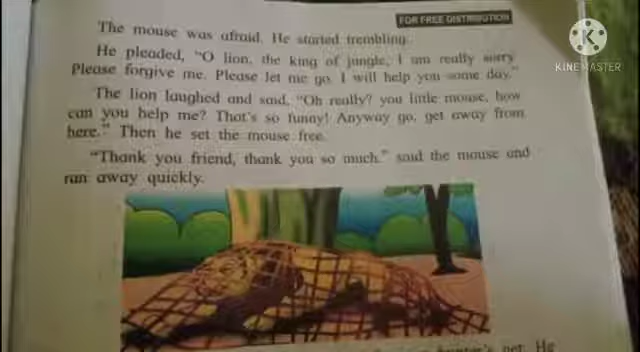 FOR FREE DISTRIBUTION
KINEMASTER
The mouse was afraid. He started trembling.
He pleaded, "O lion, the king of jungle, I am really sorry.
Please forgive me. Please let me go. I will help you some day."
The lion laughed and said, "Oh really? you little mouse, how
can you help me? That's so funny! Anyway go, get away from
here." Then he set the mouse free.
"Thank you friend, thank you so much." said the mouse and
ran away quickly.
hunter's net. He